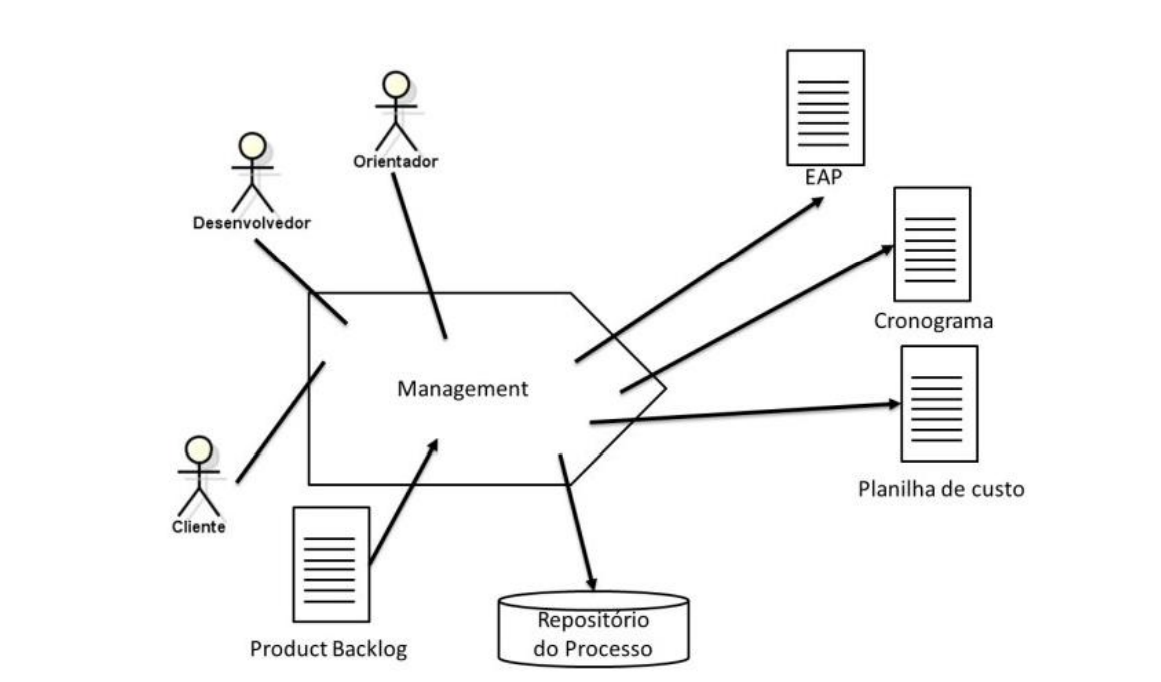 Orientador
EAP
Desenvolvedor
Cronograma
Management
Planilha de custo
Cliente
Product Backlog
Repositório
do Processo